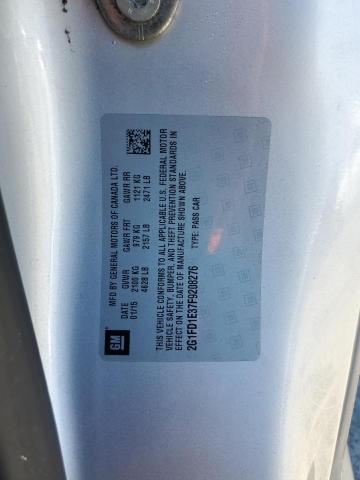 GM
MFD BY GENERAL MOTORS OF CANADA LTD.
DATE GVWR GAWR FRT GAWR RR
01/15 2100 KG 979 KG 1121 KG
4628 LB 2157 LB 2471 LB
THIS VEHICLE CONFORMS TO ALL APPLICABLE U.S. FEDERAL MOTOR
VEHICLE SAFETY, BUMPER, AND THEFT PREVENTION STANDARDS IN
EFFECT ON THE DATE OF MANUFACTURE SHOWN ABOVE.
2G1FD1E37F9208276 TYPE: PASS CAR